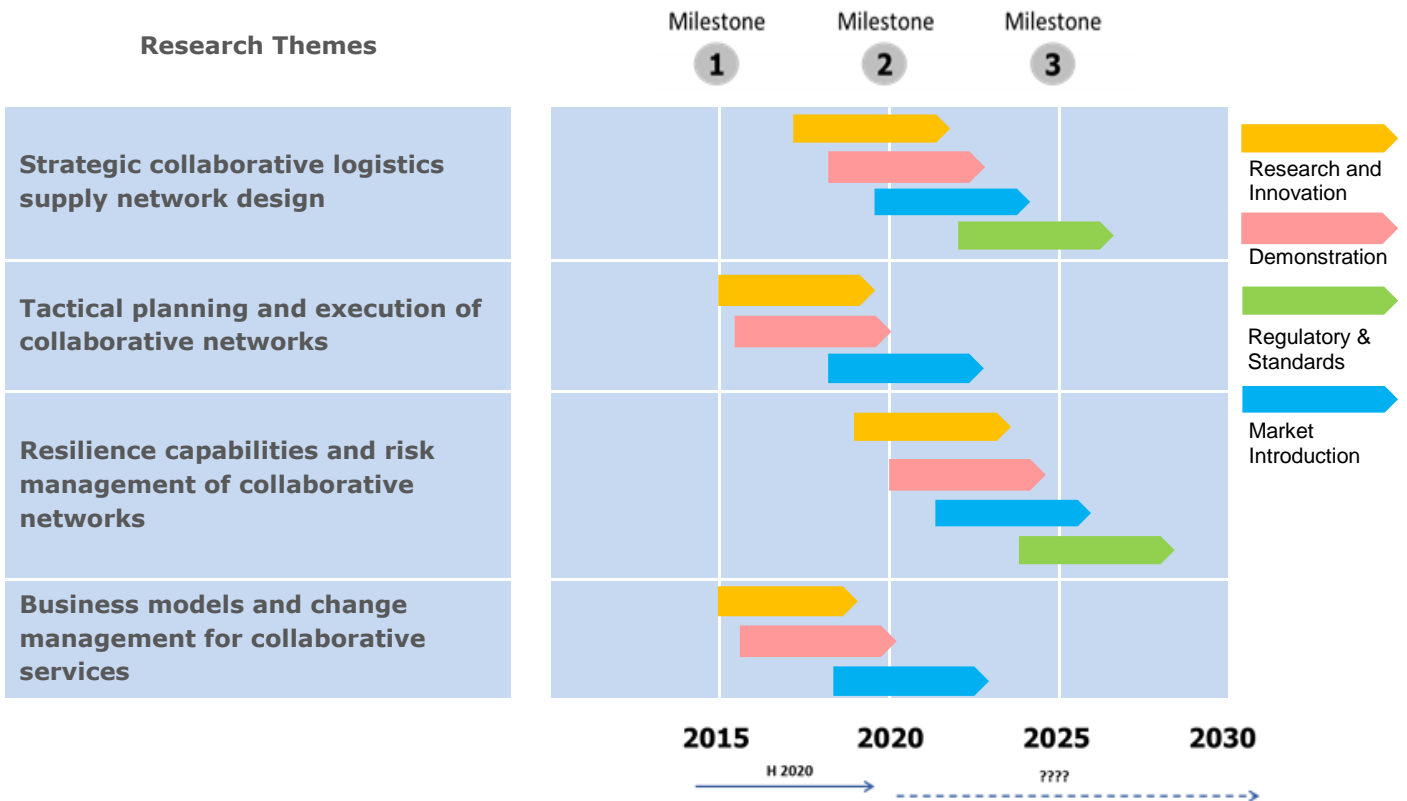 Research Themes
Milestone
1
Milestone
2
Milestone
3
Strategic collaborative logistics
supply network design
Tactical planning and execution of
collaborative networks
Resilience capabilities and risk
management of collaborative
networks
Business models and change
management for collaborative
services
Research and
Innovation
Demonstration
Regulatory &
Standards
Market
Introduction
2015
2020
2025
2030
H 2020
????